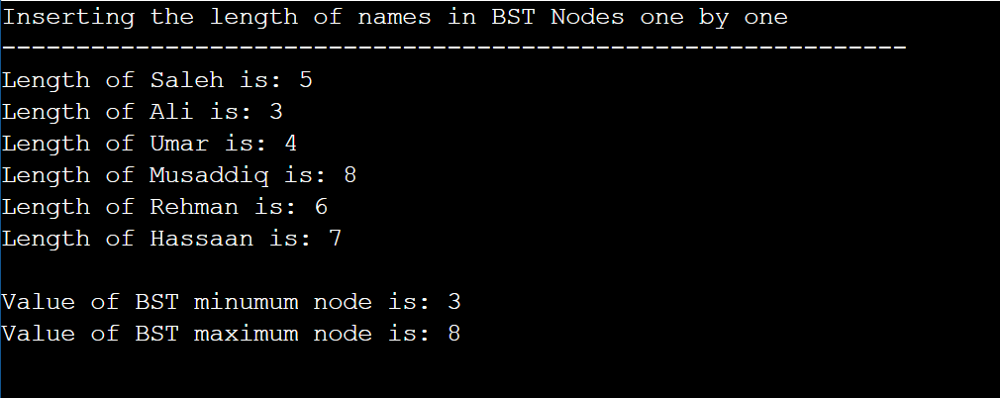 Inserting the length of names in BST Nodes one by one
-------------------------------------------------------------
Length of Saleh is: 5
Length of Ali is: 3
Length of Umar is: 4
Length of Musaddiq is: 8
Length of Rehman is: 6
Length of Hassaan is: 7
Value of BST minumum node is: 3
Value of BST maximum node is: 8